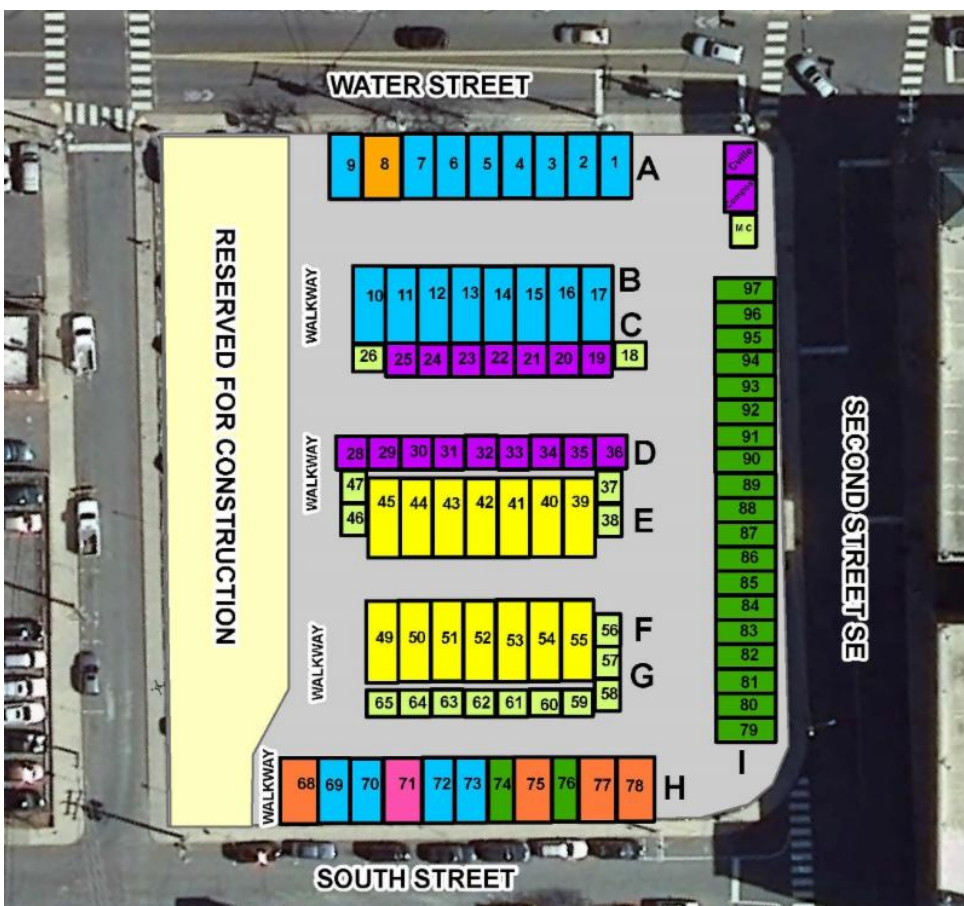 WATER STREET
9 8 7 6 5 4 3 2 1 A
Cville
M C
RESERVED FOR CONSTRUCTION
WALKWAY
10 11 12 13 14 15 16 17 B
C
26 25 24 23 22 21 20 19 18
WALKWAY
28 29 30 31 32 33 34 35 36 D
47 37
45 44 43 42 41 40 39
46 38 E
WALKWAY
49 50 51 52 53 54 55 56 F
57 G
65 64 63 62 61 60 59 58
WALKWAY
68 69 70 71 72 73 74 75 76 77 78 H
97
96
95
94
93
92
91
90
89
88
87
86
85
84
83
82
81
80
79
I
SECOND STREET SE
SOUTH STREET